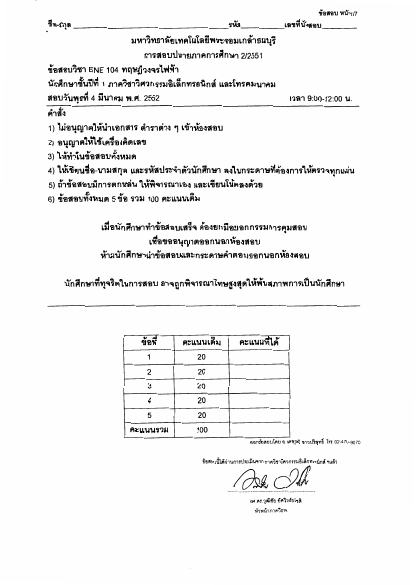 ข้อสอบ หน้า 1/7
ชื่อ-สกุล รหัส เลขที่นั่งสอบ
มหาวิทยาลัยเทคโนโลยีพระจอมเกล้าธนบุรี
การสอบปลายภาคการศึกษา 2/2551
ข้อสอบวิชา ENE 104 ทฤษฎีวงจรไฟฟ้า
นักศึกษาชั้นปีที่ 1 ภาควิชาวิศวกรรมอิเล็กทรอนิกส์ และโทรคมนาคม
สอบวันพุธที่ 4 มีนาคม พ.ศ. 2552 เวลา 9:00-12:00 น.
คำสั่ง
1) ไม่อนุญาตให้นำเอกสาร ตำราต่าง ๆ เข้าห้องสอบ
2) อนุญาตให้ใช้เครื่องคิดเลข
3) ให้ทำในข้อสอบทั้งหมด
4) ให้เขียนชื่อ-นามสกุล และรหัสประจำตัวนักศึกษา ลงในกระดาษที่ต้องการให้ตรวจทุกแผ่น
5) ถ้าข้อสอบมีการตกหล่น ให้พิจารณาเอง และเขียนโน้ตลงด้วย
6) ข้อสอบทั้งหมด 5 ข้อ รวม 100 คะแนนเต็ม
เมื่อนักศึกษาทำข้อสอบเสร็จ ต้องยกมือบอกกรรมการคุมสอบ
เพื่อขออนุญาตออกนอกห้องสอบ
ห้ามนักศึกษานำข้อสอบและกระดาษคำตอบออกนอกห้องสอบ
นักศึกษาที่ทุจริตในการสอบ อาจถูกพิจารณาโทษสูงสุดให้พ้นสภาพการเป็นนักศึกษา
ข้อที่ คะแนนเต็ม คะแนนที่ได้
1 20
2 20
3 20
4 20
5 20
คะแนนรวม 100
ข้อสอบนี้ได้ผ่านการประเมินจากภาควิชาวิศวกรรมอิเล็กทรอนิกส์ฯแล้ว
หัวหน้าภาควิชาฯ